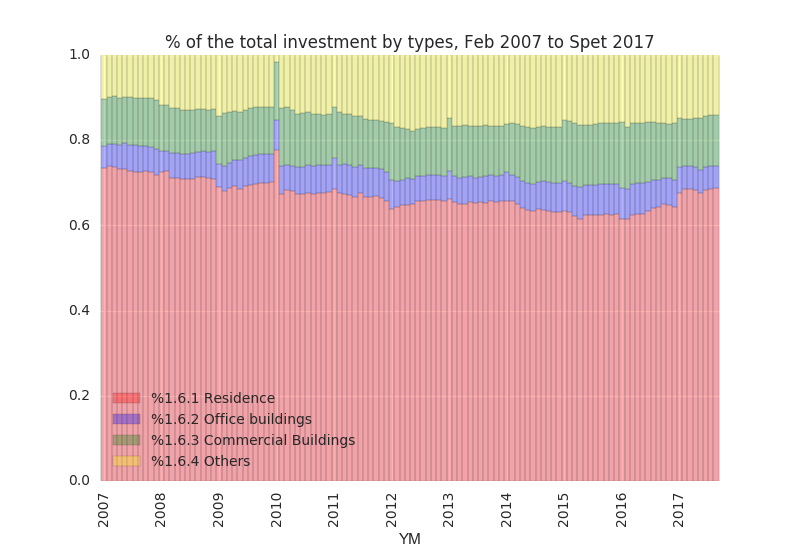 % of the total investment by types, Feb 2007 to Spet 2017
1.0
0.8
0.6
0.4
0.2
0.0
%1.6.1 Residence
%1.6.2 Office buildings
%1.6.3 Commercial Buildings
%1.6.4 Others
2007
2008
2009
2010
2011
2012
2013
2014
2015
2016
2017
YM